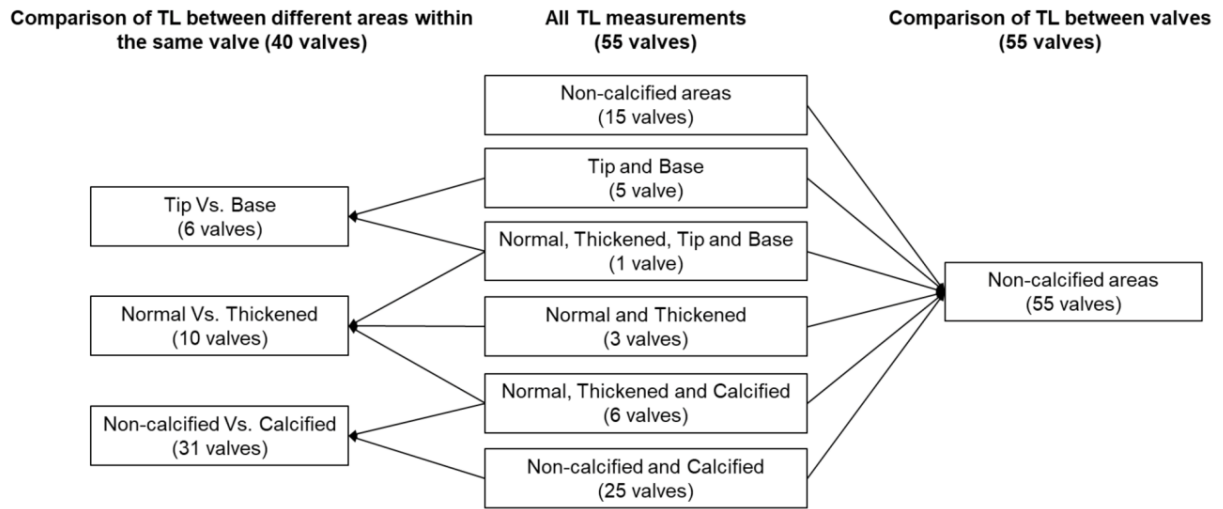 Comparison of TL between different areas within
the same valve (40 valves)
All TL measurements
(55 valves)
Comparison of TL between valves
(55 valves)
Non-calcified areas
(15 valves)
Tip and Base
(5 valve)
Tip Vs. Base
(6 valves)
Normal, Thickened, Tip and Base
(1 valve)
Non-calcified areas
(55 valves)
Normal Vs. Thickened
(10 valves)
Normal and Thickened
(3 valves)
Normal, Thickened and Calcified
(6 valves)
Non-calcified Vs. Calcified
(31 valves)
Non-calcified and Calcified
(25 valves)